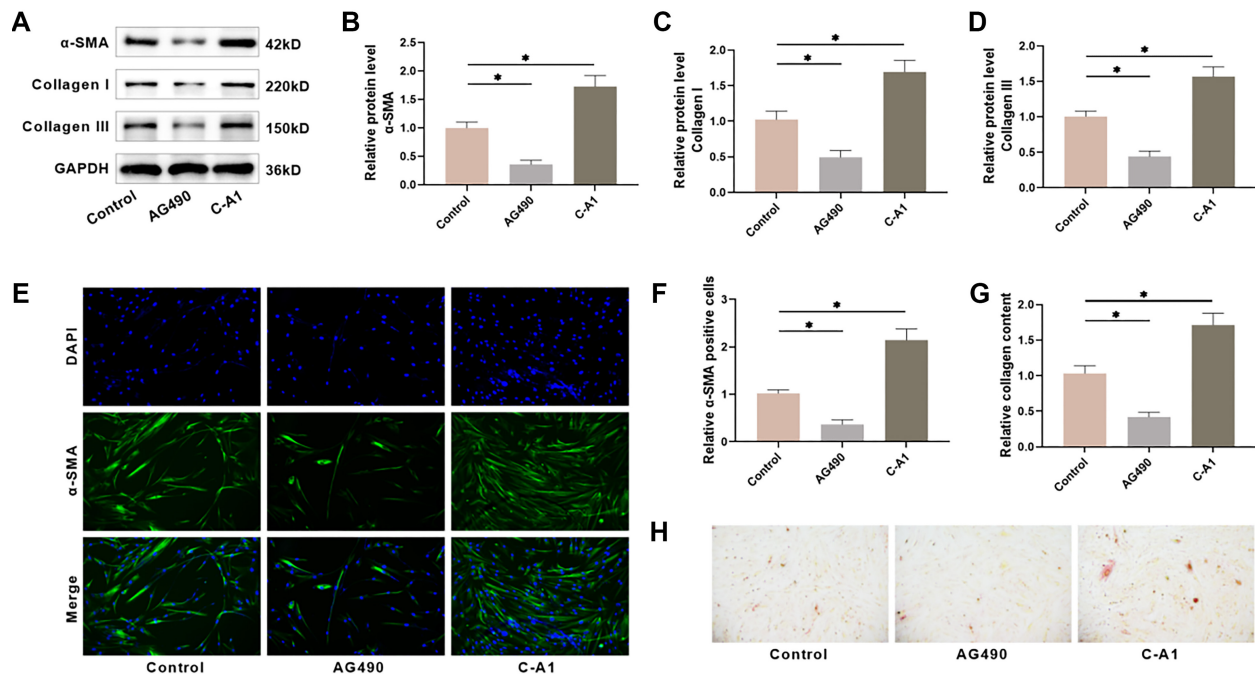 A
α-SMA
42kD
Collagen I
220kD
Collagen III
150kD
GAPDH
36kD
Control
AG490
C-A1
B
Relative protein level
α-SMA
2.5
2.0
1.5
1.0
0.5
0.0
*
*
Control
AG490
C-A1
C
Relative protein level
Collagen I
2.0
1.5
1.0
0.5
0.0
*
*
Control
AG490
C-A1
D
Relative protein level
Collagen III
2.0
1.5
1.0
0.5
0.0
*
*
Control
AG490
C-A1
E
DAPI
α-SMA
Merge
Control
AG490
C-A1
F
Relative α-SMA positive cells
3
2
1
0
*
*
Control
AG490
C-A1
G
Relative collagen content
2.0
1.5
1.0
0.5
0.0
*
*
Control
AG490
C-A1
H
Control
AG490
C-A1